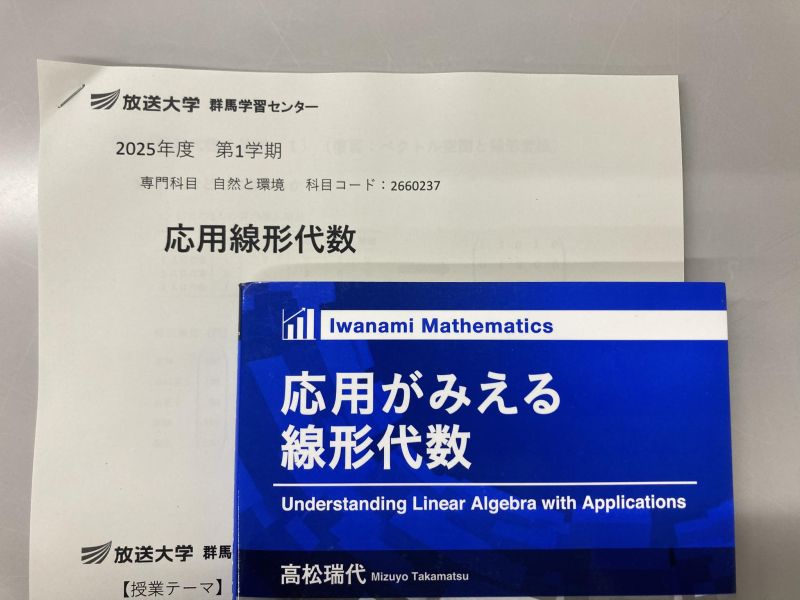 放送大学 群馬学習センター
2025年度 第1学期
専門科目 自然と環境 科目コード：2660237
応用線形代数
Iwanami Mathematics
応用がみえる
線形代数
Understanding Linear Algebra with Applications
高松瑞代 Mizuyo Takamatsu
放送大学 群馬
【授業テーマ】